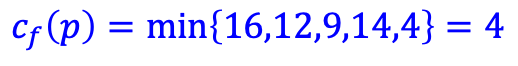 c_f(p) = min{16,12,9,14,4} = 4